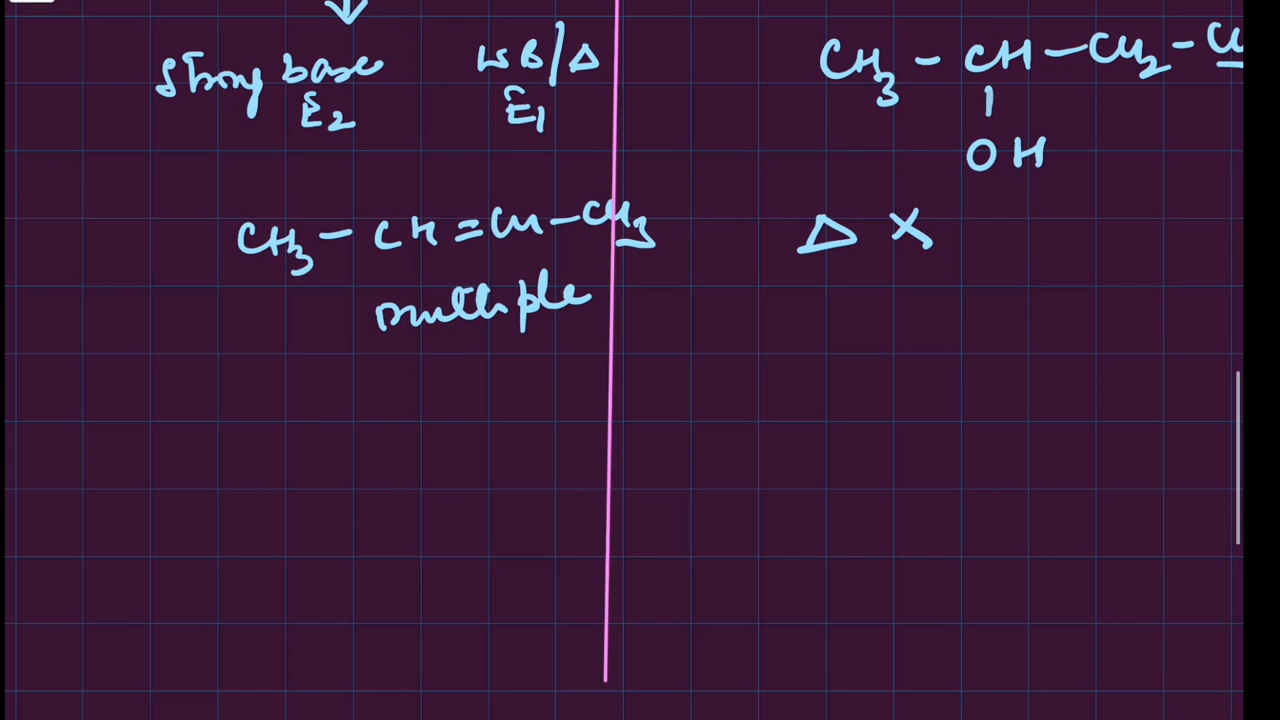 strong base
E2
WB/Δ
E1
CH3 - CH = CH - CH3
multiple
CH3 - CH - CH2 -
OH
Δ X